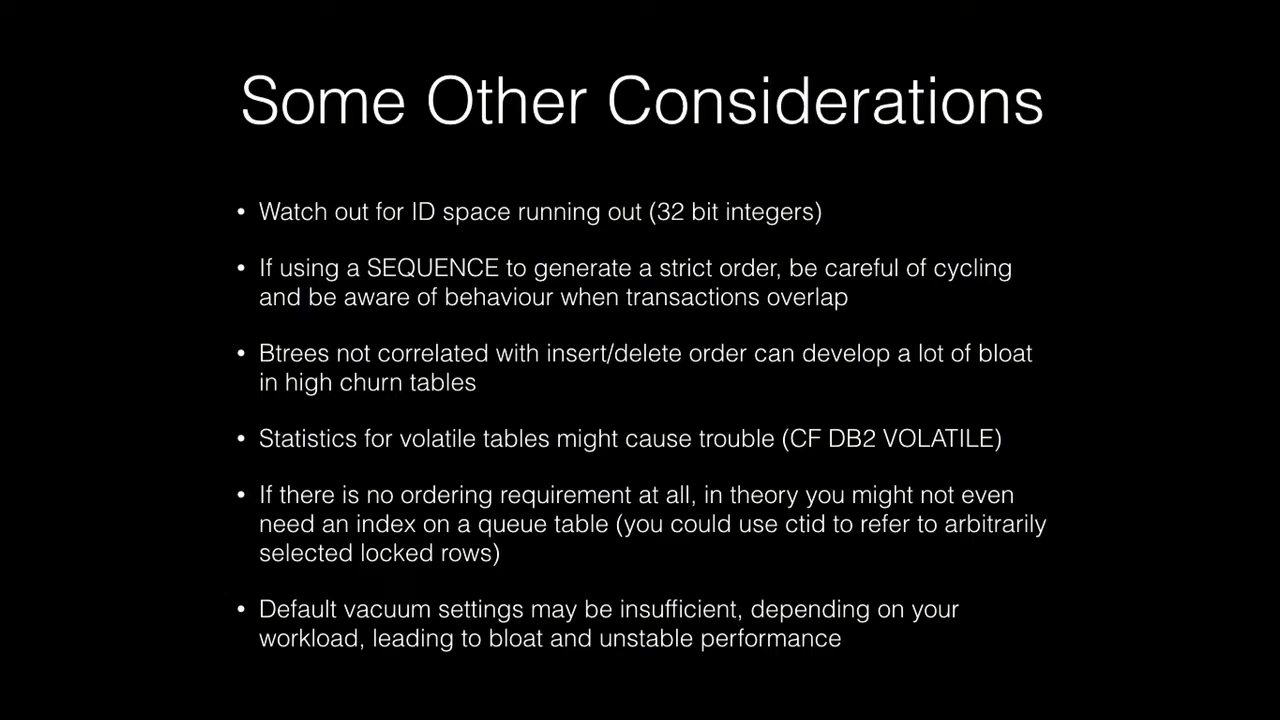 Some Other Considerations
• Watch out for ID space running out (32 bit integers)
• If using a SEQUENCE to generate a strict order, be careful of cycling
and be aware of behaviour when transactions overlap
• Btrees not correlated with insert/delete order can develop a lot of bloat
in high churn tables
• Statistics for volatile tables might cause trouble (CF DB2 VOLATILE)
• If there is no ordering requirement at all, in theory you might not even
need an index on a queue table (you could use ctid to refer to arbitrarily
selected locked rows)
• Default vacuum settings may be insufficient, depending on your
workload, leading to bloat and unstable performance